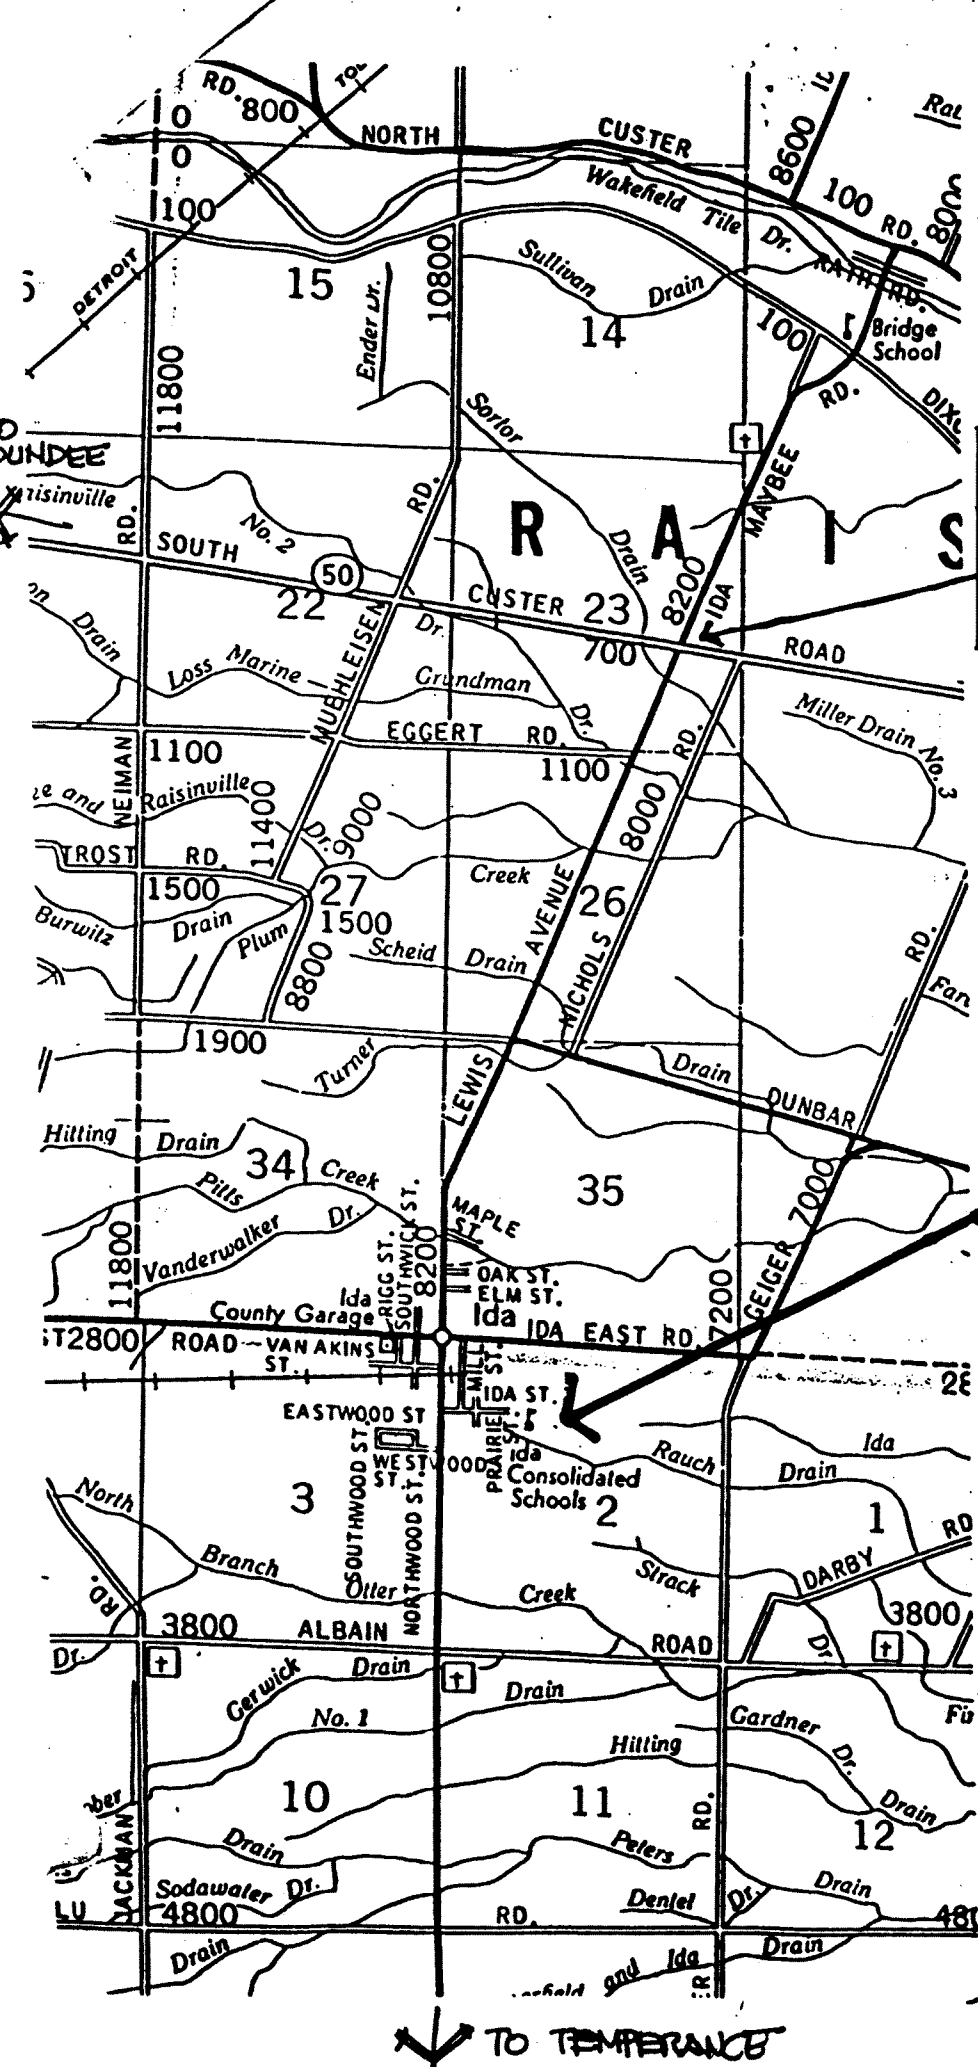 RD.
800
0
0
NORTH
CUSTER
8600
100
RD.
Wakefield Tile Dr.
100
DETROIT
15
Ender Dr.
10800
Sullivan Drain
14
100
Bridge
School
RD.
11800
Sorlor
Drain
MAYBEE
DUNDEE
RD.
No. 2
RD.
R A I S
SOUTH
50
CUSTER
23
8200
IDA
22
Dr.
700
ROAD
Drain
Loss Marine
Grundman
Dr.
MUEHLEISEN
Miller Drain No. 3
EGGERT RD.
RD.
NEIMAN
1100
1100
Raisinville
11400
Dr.
9000
8000
TROST RD.
1500
27
1500
Creek
26
AVENUE
Burwitz
Drain
Plum
8800
Scheid Drain
NICHOLS
RD.
1900
Turner
LEWIS
Drain
DUNBAR
Hitting Drain
34
Creek
35
7000
Pitts
Dr.
MAPLE
ST.
11800
Vanderwalker
RIGG ST.
SOUTHWICK ST.
8200
OAK ST.
ELM ST.
7200
GEIGER
Ida
County Garage
Ida
IDA EAST RD.
2800
ROAD
VAN AKINS
ST.
MILL ST.
IDA ST.
EASTWOOD ST
PRAIRIE ST.
WESTWOOD
ST.
Ida
Consolidated
Schools
SOUTHWOOD ST.
NORTHWOOD ST.
Rauch
Drain
Ida
3
2
1
North
Branch
Otter
Creek
Strack
DARBY
RD
RD.
3800
ALBAIN
ROAD
Dr
3800
Dr.
Gerwick
Drain
Drain
No. 1
Gardner
Dr.
Hitting
Drain
10
11
RD.
12
JACKMAN
Drain
Peters
Sodawater Dr.
Dentel
Dr.
Drain
LU
4800
RD.
Drain
and Ida
Drain
TO TEMPERANCE